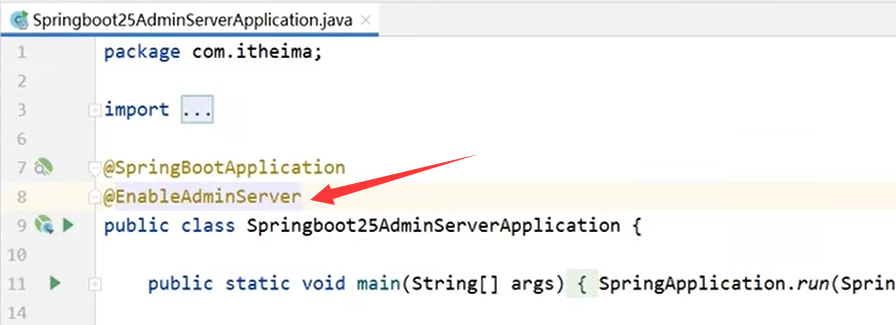 Springboot25AdminServerApplication.java ×
1 package com.itheima;
2
3 import ...
6
7 @SpringBootApplication
8 @EnableAdminServer
9 public class Springboot25AdminServerApplication {
10
11 public static void main(String[] args) { SpringApplication.run(Sprin
14